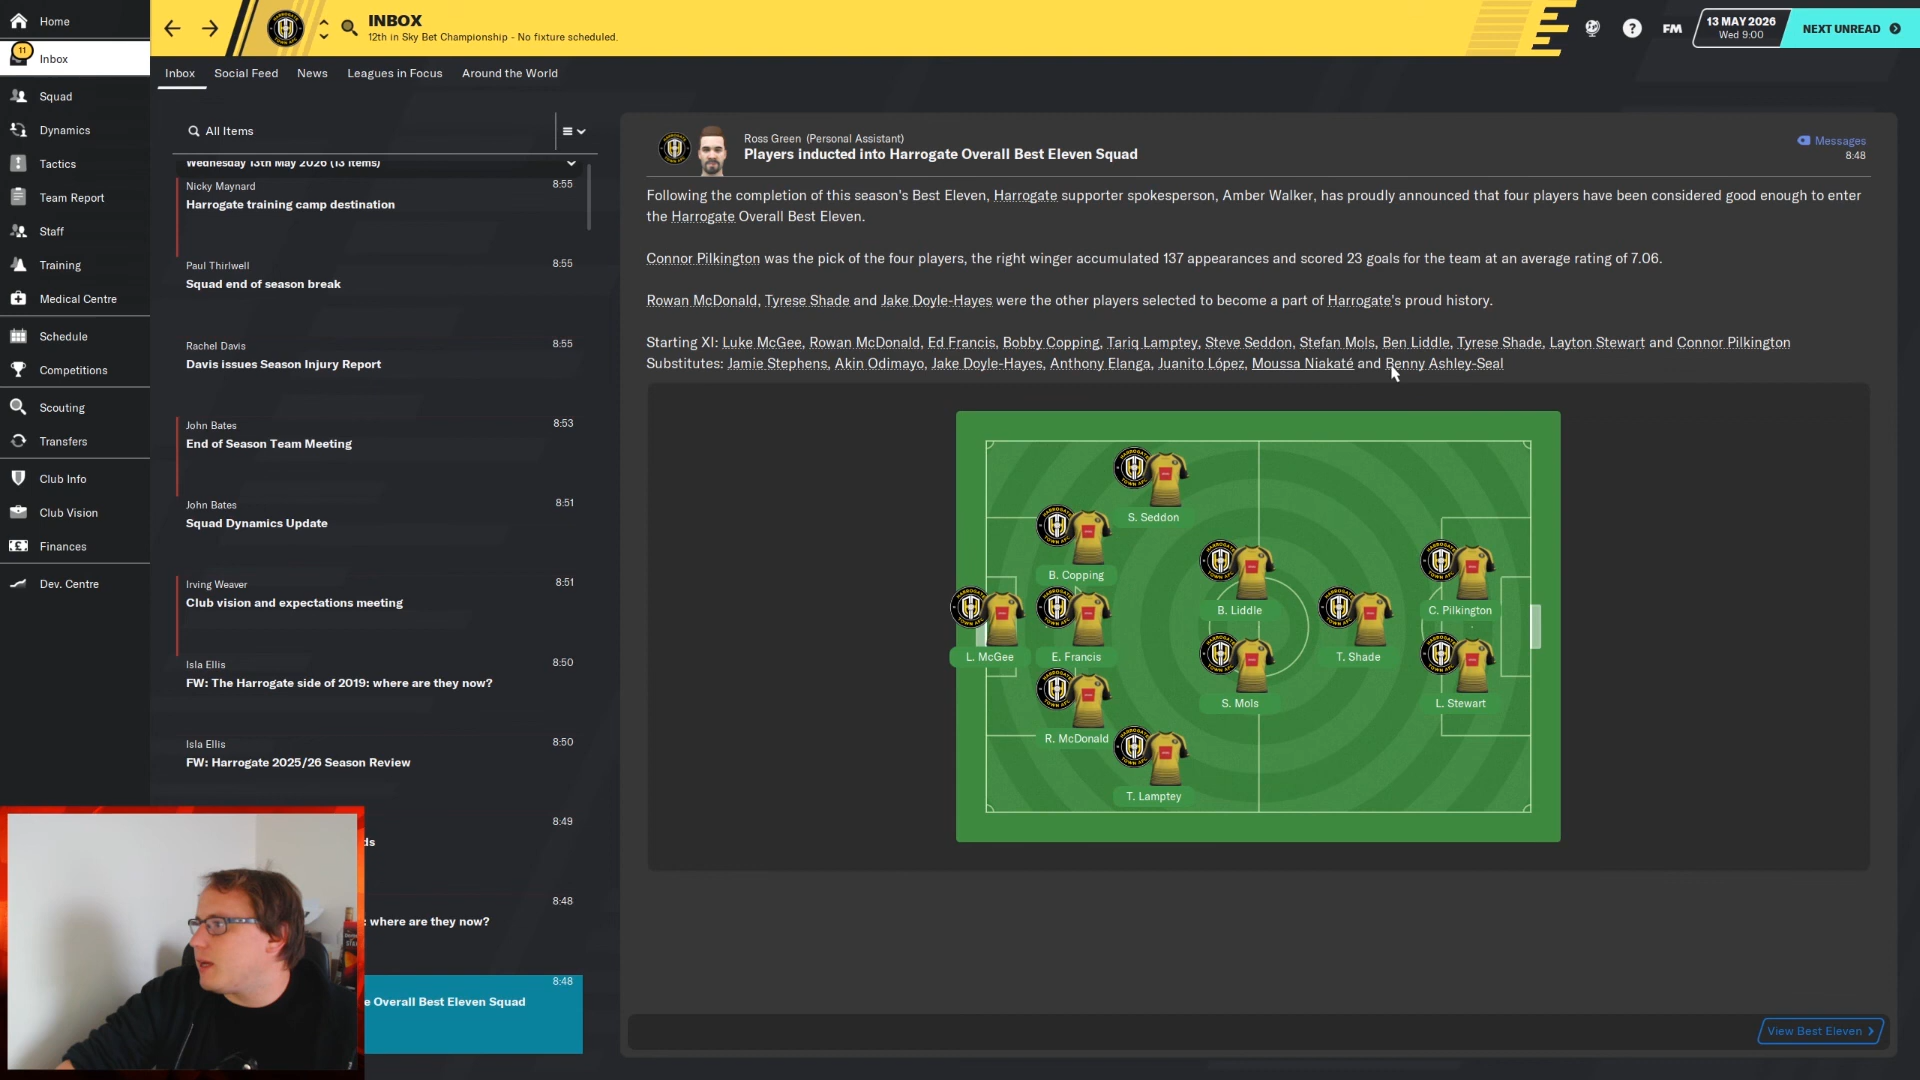 Home
11
Inbox
Squad
Dynamics
Tactics
Team Report
Staff
Training
Medical Centre
Schedule
Competitions
Scouting
Transfers
Club Info
Club Vision
Finances
Dev. Centre
INBOX
12th in Sky Bet Championship - No fixture scheduled.
?
FM
13 MAY 2026
Wed 9:00
NEXT UNREAD
Inbox Social Feed News Leagues in Focus Around the World
All Items
Wednesday 13th May 2026 (13 items)
Nicky Maynard 8:55
Harrogate training camp destination
Paul Thirlwell 8:55
Squad end of season break
Rachel Davis 8:55
Davis issues Season Injury Report
John Bates 8:53
End of Season Team Meeting
John Bates 8:51
Squad Dynamics Update
Irving Weaver 8:51
Club vision and expectations meeting
Isla Ellis 8:50
FW: The Harrogate side of 2019: where are they now?
Isla Ellis 8:50
FW: Harrogate 2025/26 Season Review
8:49
ds
8:48
: where are they now?
8:48
e Overall Best Eleven Squad
Ross Green (Personal Assistant)
Players inducted into Harrogate Overall Best Eleven Squad
Messages
8:48
Following the completion of this season's Best Eleven, Harrogate supporter spokesperson, Amber Walker, has proudly announced that four players have been considered good enough to enter
the Harrogate Overall Best Eleven.
Connor Pilkington was the pick of the four players, the right winger accumulated 137 appearances and scored 23 goals for the team at an average rating of 7.06.
Rowan McDonald, Tyrese Shade and Jake Doyle-Hayes were the other players selected to become a part of Harrogate's proud history.
Starting XI: Luke McGee, Rowan McDonald, Ed Francis, Bobby Copping, Tariq Lamptey, Steve Seddon, Stefan Mols, Ben Liddle, Tyrese Shade, Layton Stewart and Connor Pilkington
Substitutes: Jamie Stephens, Akin Odimayo, Jake Doyle-Hayes, Anthony Elanga, Juanito López, Moussa Niakaté and Benny Ashley-Seal
S. Seddon
B. Copping
B. Liddle
C. Pilkington
L. McGee
E. Francis
T. Shade
S. Mols
L. Stewart
R. McDonald
T. Lamptey
View Best Eleven